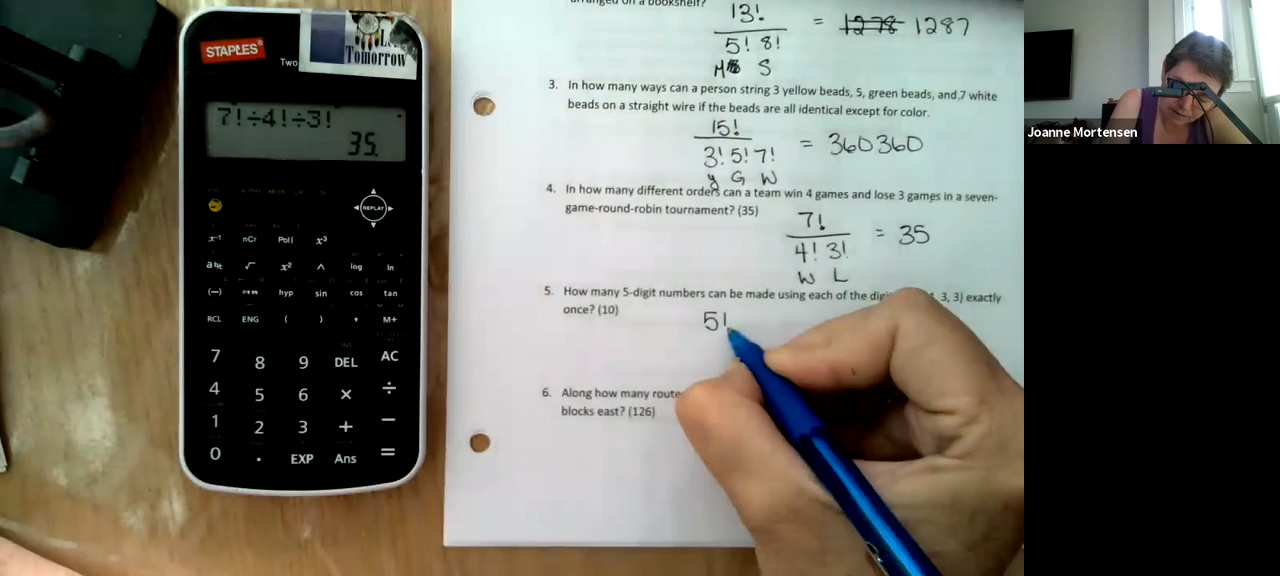 arranged on a bookshelf?
13!
5! 8!
= 1278 1287
M S
3. In how many ways can a person string 3 yellow beads, 5, green beads, and,7 white
beads on a straight wire if the beads are all identical except for color.
15!
3! 5! 7!
= 360360
y G W
4. In how many different orders can a team win 4 games and lose 3 games in a seven-
game-round-robin tournament? (35)
7!
4! 3!
= 35
W L
5. How many 5-digit numbers can be made using each of the 3, 3) exactly
once? (10)
5!
6. Along how many route
blocks east? (126)
STAPLES
Two
Tomorrow
7!÷4!÷3!
35.
REPLAY
x⁻¹ nCr Pol( x³
ab/c √ x² ^ log ln
(−) °'" hyp sin cos tan
RCL ENG ( ) , M+
7 8 9 DEL AC
4 5 6 × ÷
1 2 3 + −
0 . EXP Ans =
Joanne Mortensen